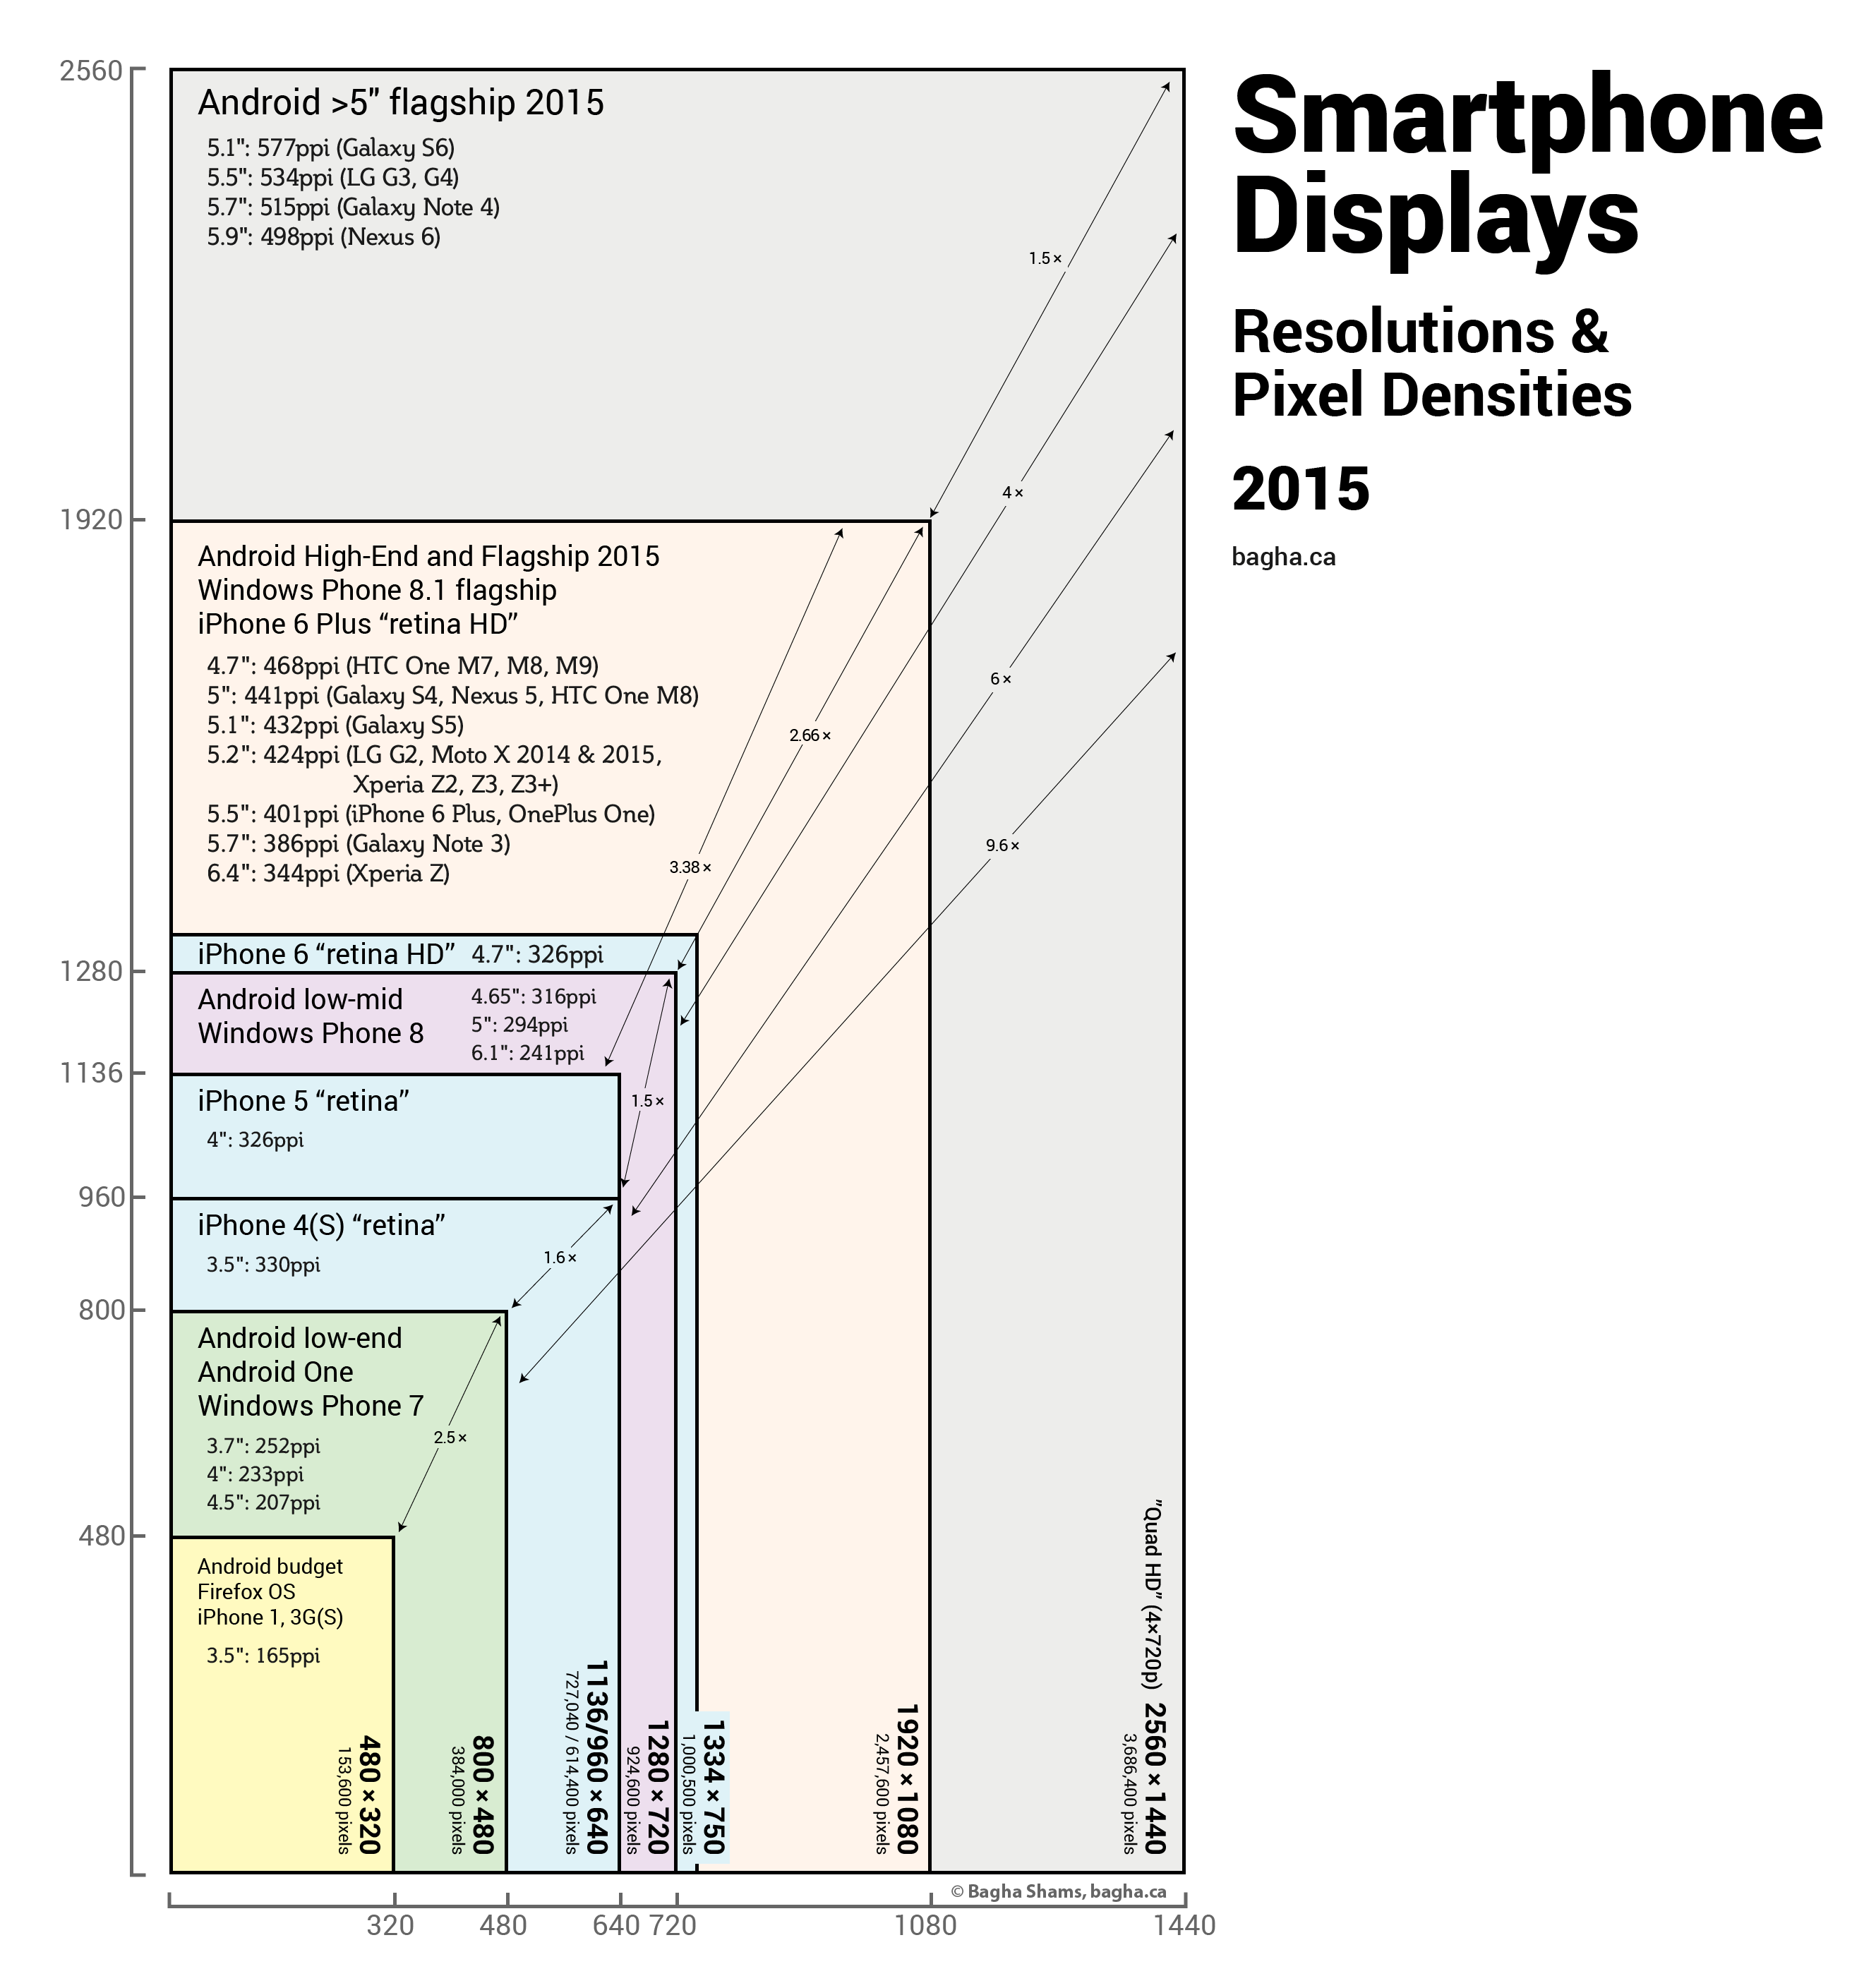 Smartphone
Displays
Resolutions &
Pixel Densities
2015
bagha.ca
2560
1920
1280
1136
960
800
480
Android >5" flagship 2015
5.1": 577ppi (Galaxy S6)
5.5": 534ppi (LG G3, G4)
5.7": 515ppi (Galaxy Note 4)
5.9": 498ppi (Nexus 6)
1.5×
4×
6×
9.6×
Android High-End and Flagship 2015
Windows Phone 8.1 flagship
iPhone 6 Plus “retina HD”
4.7": 468ppi (HTC One M7, M8, M9)
5": 441ppi (Galaxy S4, Nexus 5, HTC One M8)
5.1": 432ppi (Galaxy S5)
5.2": 424ppi (LG G2, Moto X 2014 & 2015,
Xperia Z2, Z3, Z3+)
5.5": 401ppi (iPhone 6 Plus, OnePlus One)
5.7": 386ppi (Galaxy Note 3)
6.4": 344ppi (Xperia Z)
2.66×
3.38×
iPhone 6 “retina HD” 4.7": 326ppi
Android low-mid
Windows Phone 8
4.65": 316ppi
5": 294ppi
6.1": 241ppi
1.5×
iPhone 5 “retina”
4": 326ppi
iPhone 4(S) “retina”
3.5": 330ppi
1.6×
Android low-end
Android One
Windows Phone 7
3.7": 252ppi
4": 233ppi
4.5": 207ppi
2.5×
Android budget
Firefox OS
iPhone 1, 3G(S)
3.5": 165ppi
480×320
153,600 pixels
800×480
384,000 pixels
1136/960×640
727,040 / 614,400 pixels
1280×720
924,600 pixels
1334×750
1,000,500 pixels
1920×1080
2,457,600 pixels
"Quad HD" (4×720p) 2560×1440
3,686,400 pixels
© Bagha Shams, bagha.ca
320
480
640
720
1080
1440